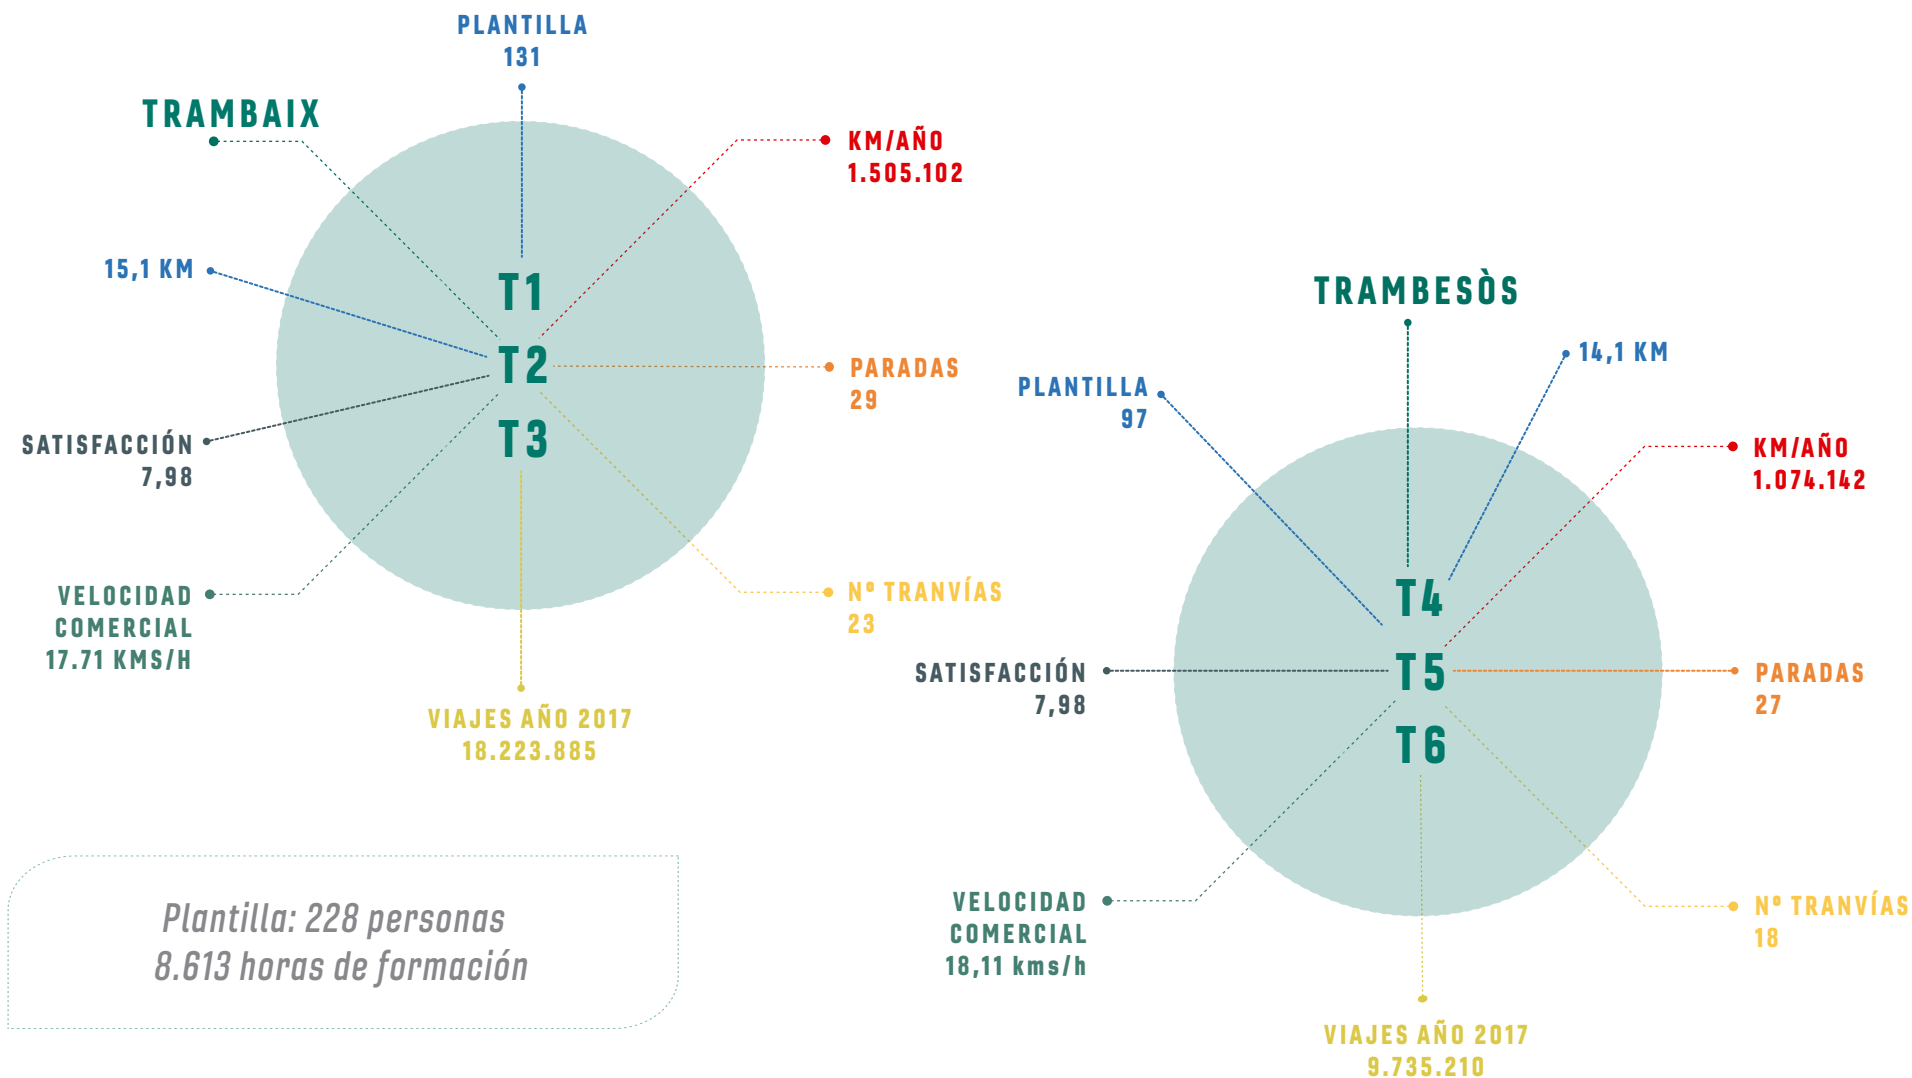 PLANTILLA
131
TRAMBAIX
KM/AÑO
1.505.102
15,1 KM
T1
T2
T3
PARADAS
29
SATISFACCIÓN
7,98
VELOCIDAD
COMERCIAL
17.71 KMS/H
Nº TRANVÍAS
23
VIAJES AÑO 2017
18.223.885
TRAMBESÒS
14,1 KM
PLANTILLA
97
KM/AÑO
1.074.142
T4
T5
T6
SATISFACCIÓN
7,98
PARADAS
27
VELOCIDAD
COMERCIAL
18,11 kms/h
Nº TRANVÍAS
18
VIAJES AÑO 2017
9.735.210
Plantilla: 228 personas
8.613 horas de formación